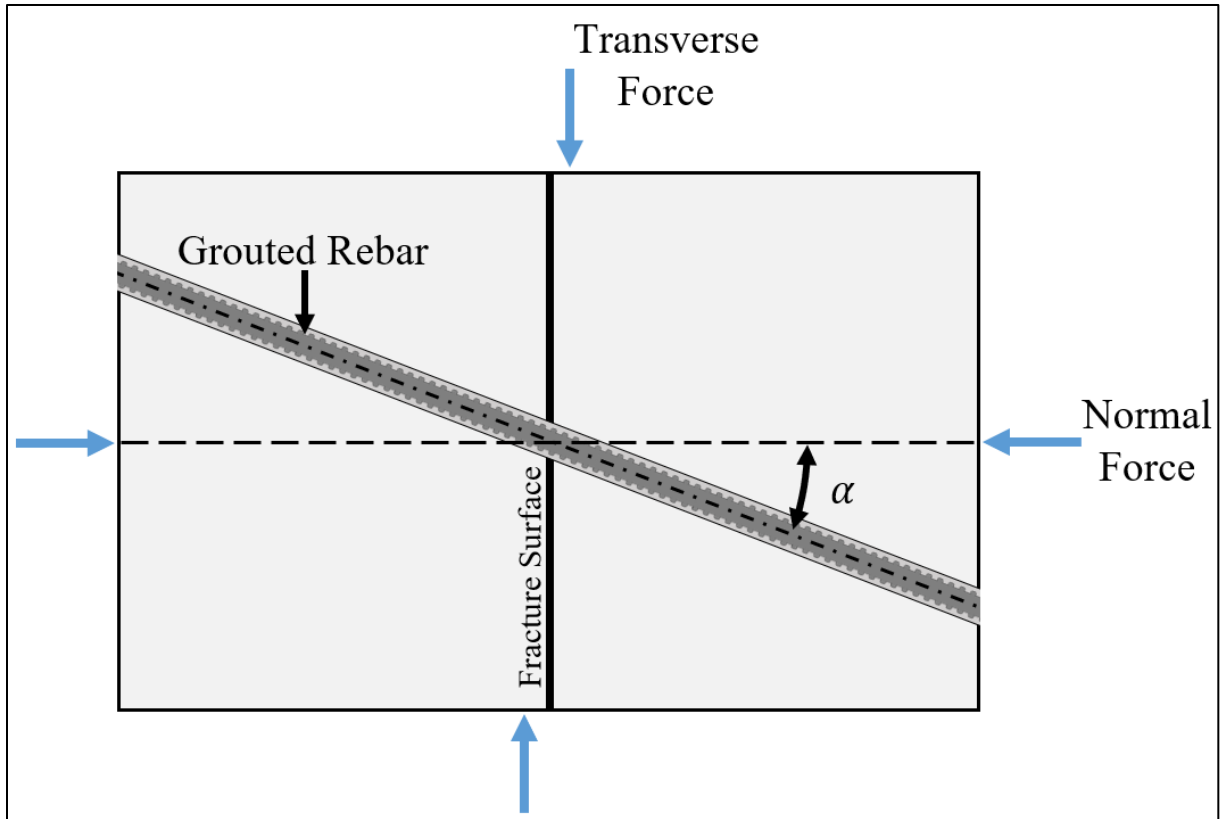 Transverse
Force
Grouted Rebar
Normal
Force
α
Fracture Surface